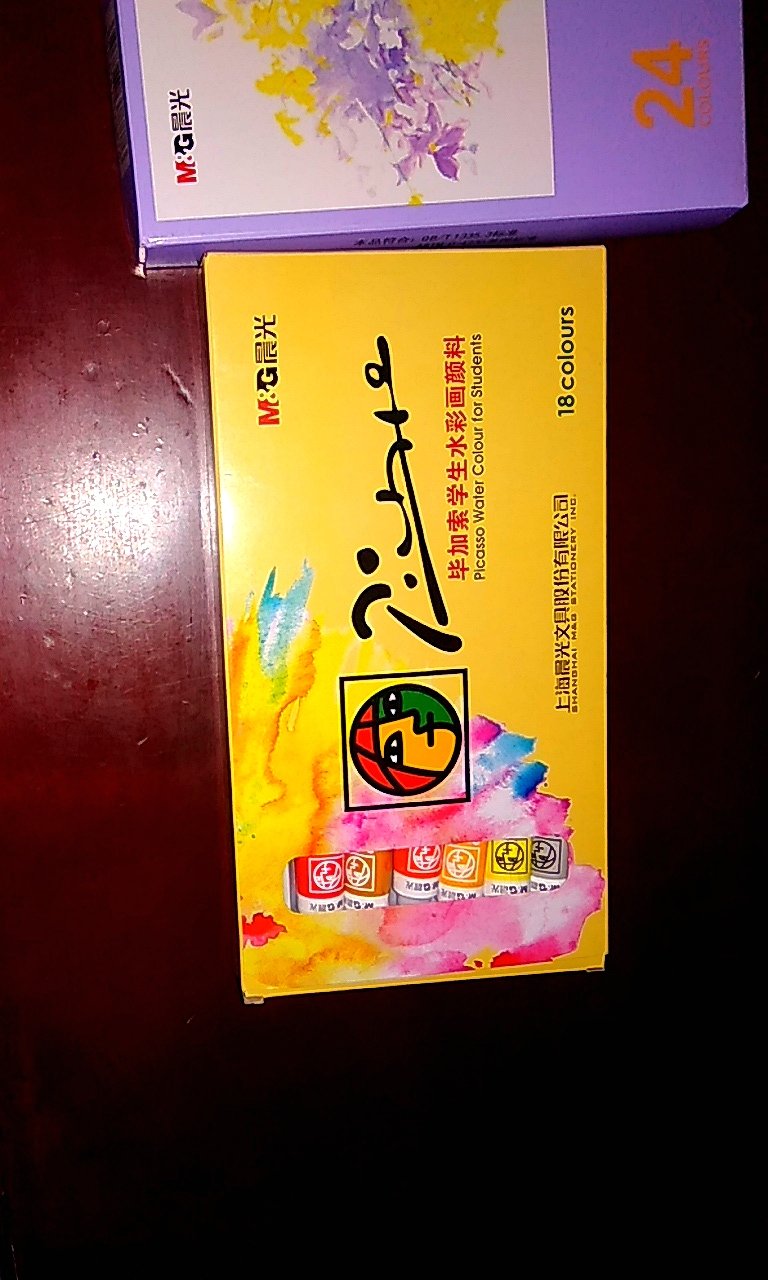 M&G晨光
24
COLOURS
M&G晨光
毕加索学生水彩画颜料
Picasso Water Colour for Students
18colours
上海晨光文具股份有限公司
SHANGHAI M&G STATIONERY INC.